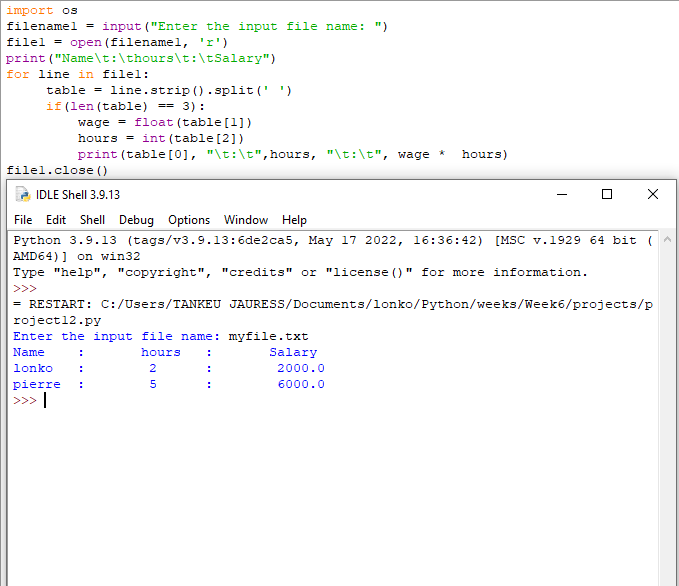 import os
filename1 = input("Enter the input file name: ")
file1 = open(filename1, 'r')
print("Name\t:\thours\t:\tSalary")
for line in file1:
     table = line.strip().split(' ')
     if(len(table) == 3):
         wage = float(table[1])
         hours = int(table[2])
         print(table[0], "\t:\t",hours, "\t:\t", wage *  hours)
file1.close()
IDLE Shell 3.9.13
File Edit Shell Debug Options Window Help
Python 3.9.13 (tags/v3.9.13:6de2ca5, May 17 2022, 16:36:42) [MSC v.1929 64 bit (
AMD64)] on win32
Type "help", "copyright", "credits" or "license()" for more information.
>>>
= RESTART: C:/Users/TANKEU JAURESS/Documents/lonko/Python/weeks/Week6/projects/p
roject12.py
Enter the input file name: myfile.txt
Name    :       hours   :       Salary
lonko   :        2      :        2000.0
pierre  :        5      :        6000.0
>>>